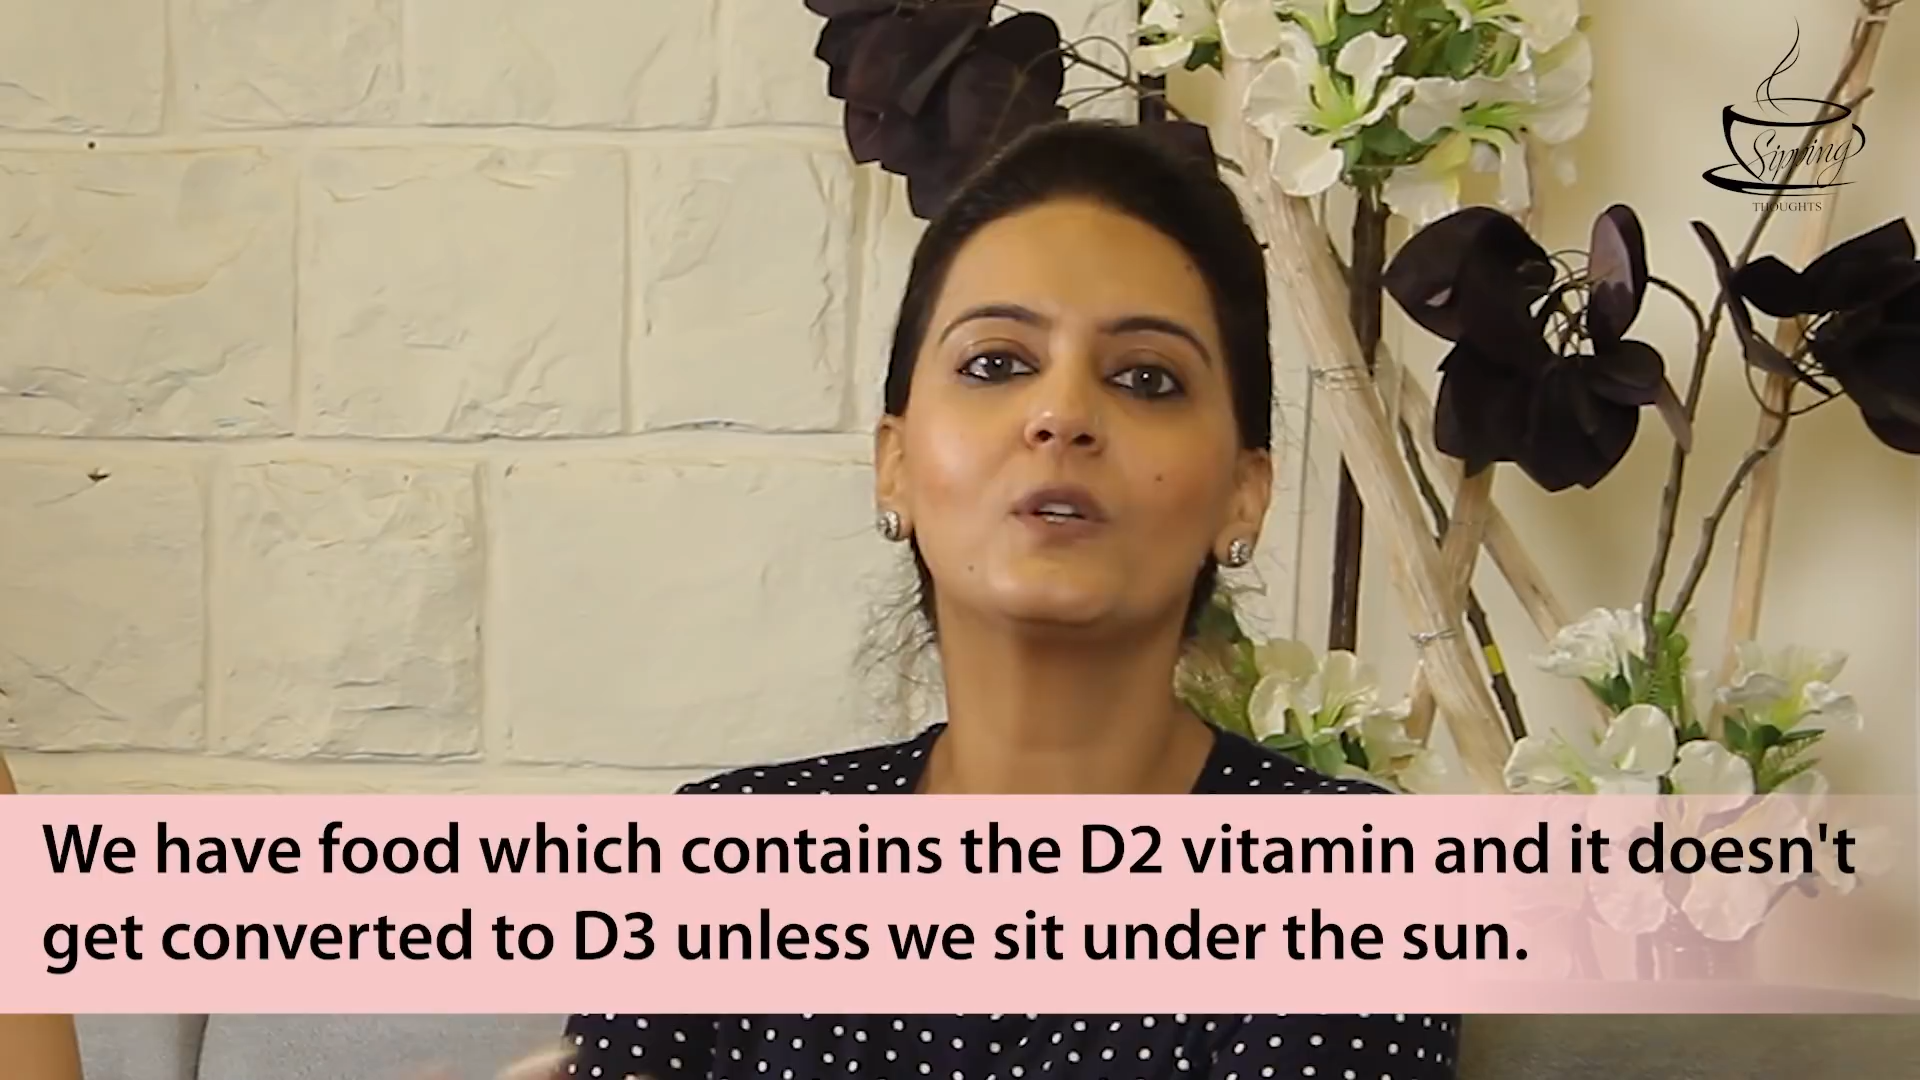 Sipping
THOUGHTS
We have food which contains the D2 vitamin and it doesn't
get converted to D3 unless we sit under the sun.